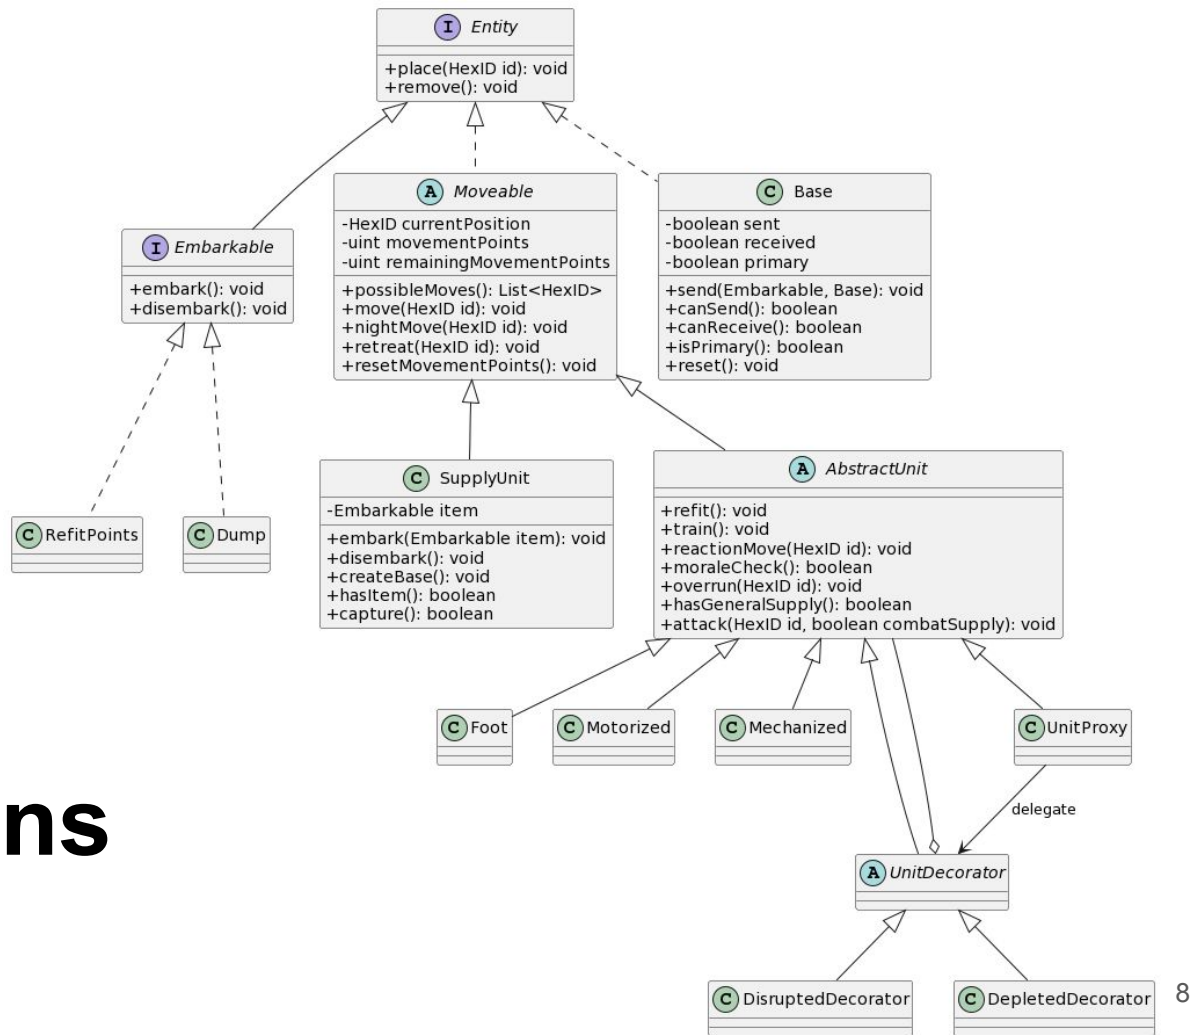 I Entity
+place(HexID id): void
+remove(): void
I Embarkable
+embark(): void
+disembark(): void
A Moveable
-HexID currentPosition
-uint movementPoints
-uint remainingMovementPoints
+possibleMoves(): List<HexID>
+move(HexID id): void
+nightMove(HexID id): void
+retreat(HexID id): void
+resetMovementPoints(): void
C Base
-boolean sent
-boolean received
-boolean primary
+send(Embarkable, Base): void
+canSend(): boolean
+canReceive(): boolean
+isPrimary(): boolean
+reset(): void
C RefitPoints
C Dump
C SupplyUnit
-Embarkable item
+embark(Embarkable item): void
+disembark(): void
+createBase(): void
+hasItem(): boolean
+capture(): boolean
A AbstractUnit
+refit(): void
+train(): void
+reactionMove(HexID id): void
+moraleCheck(): boolean
+overrun(HexID id): void
+hasGeneralSupply(): boolean
+attack(HexID id, boolean combatSupply): void
C Foot
C Motorized
C Mechanized
C UnitProxy
delegate
ns
A UnitDecorator
C DisruptedDecorator
C DepletedDecorator
8